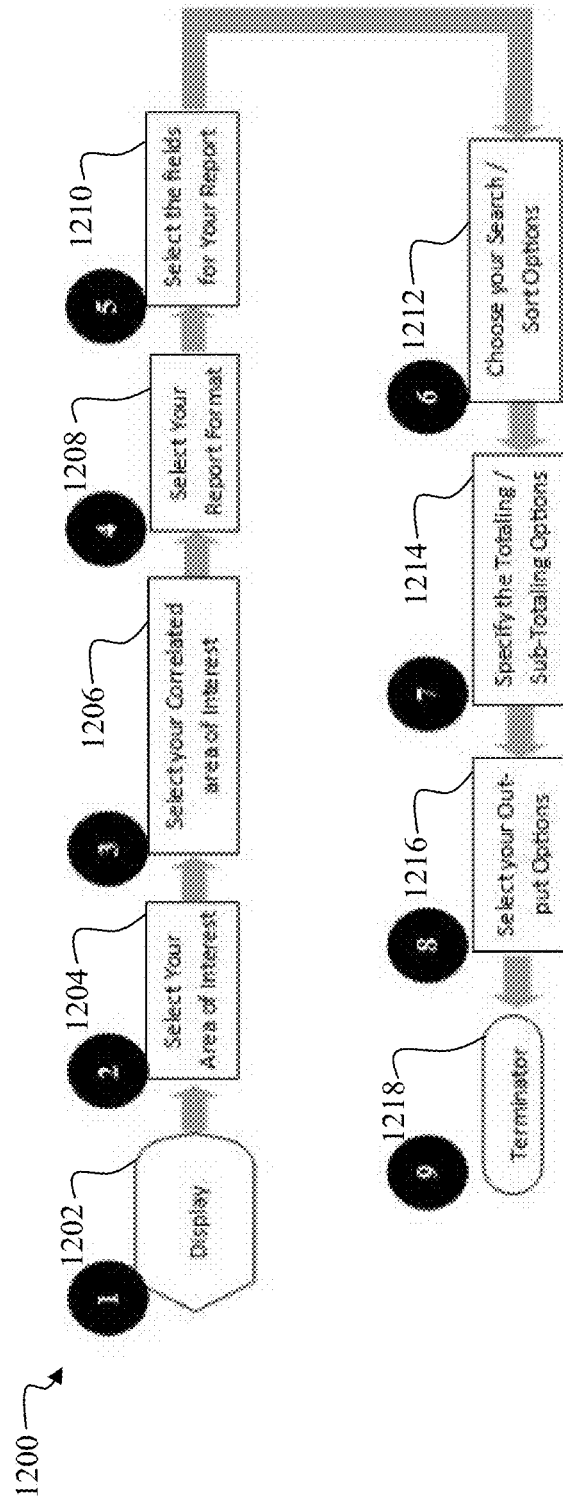 1200
1
1202
Display
2
1204
Select Your
Area of Interest
3
1206
Select your Correlated
area of Interest
4
1208
Select Your
Report Format
5
1210
Select the fields
for Your Report
6
1212
Choose your Search /
Sort Options
7
1214
Specify the Totaling /
Sub-Totaling Options
8
1216
Select your Out-
put Options
9
1218
Terminator